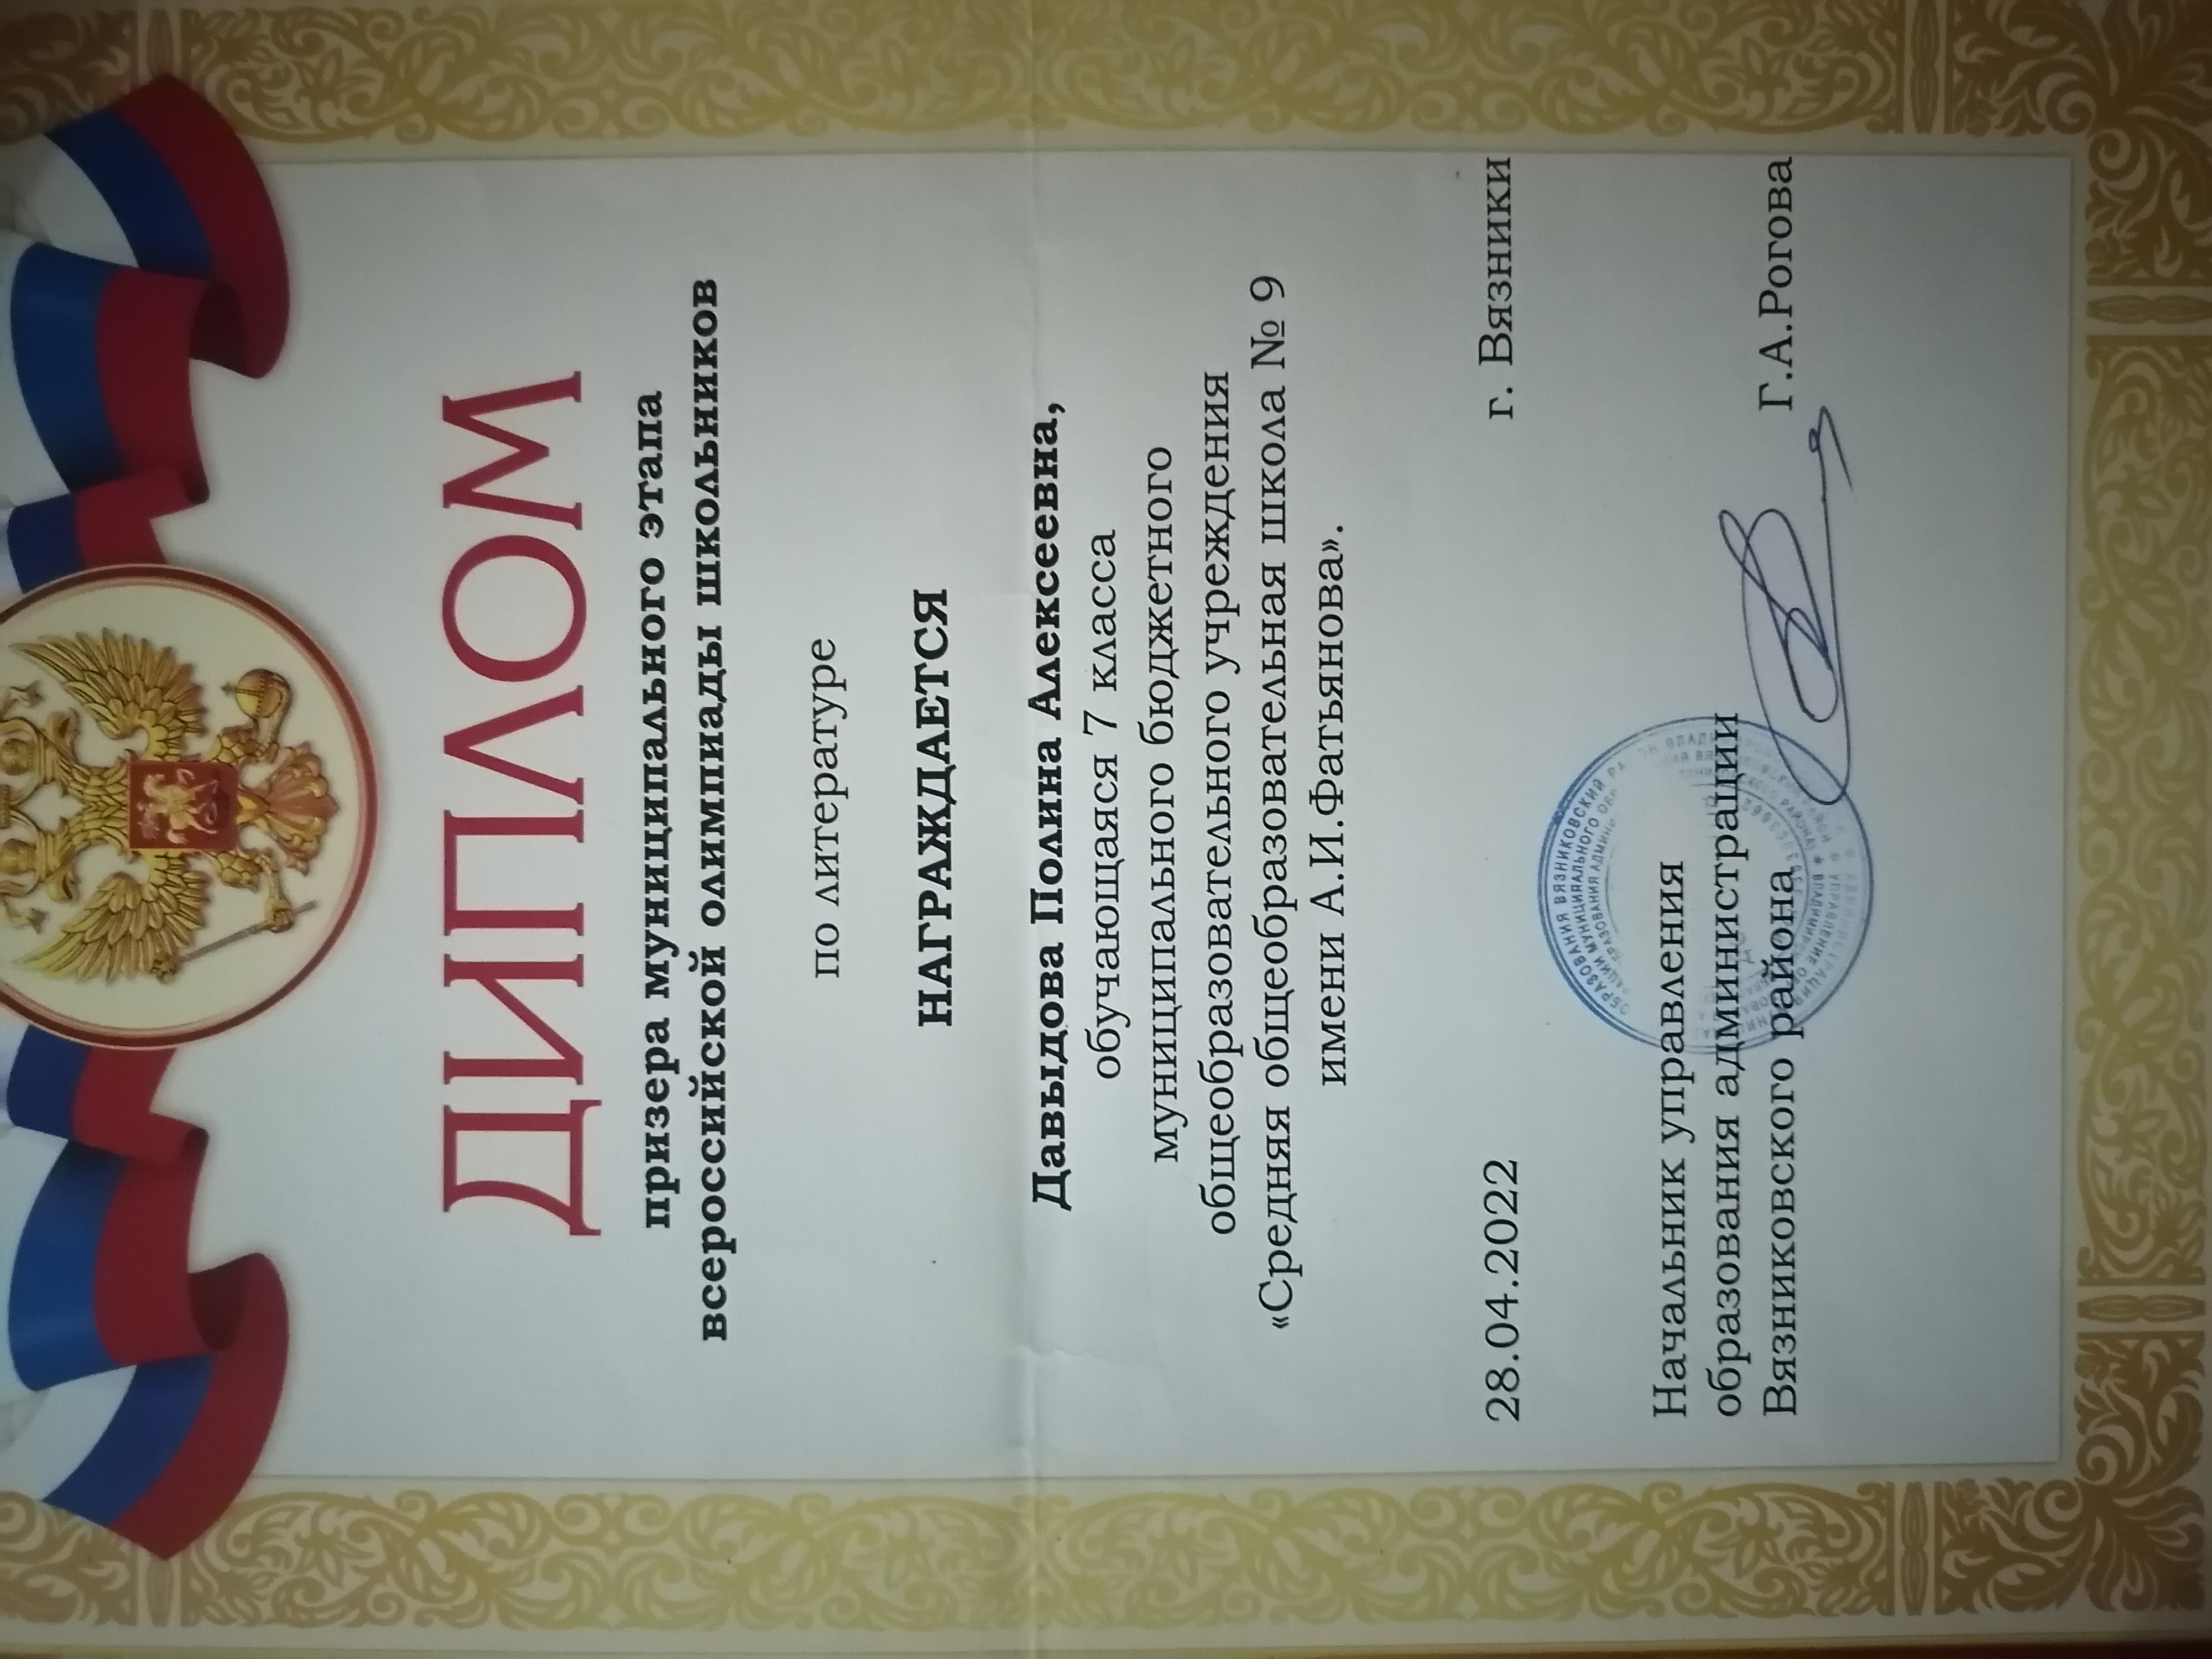 ДИПЛОМ
призера муниципального этапа
всероссийской олимпиады школьников
по литературе
НАГРАЖДАЕТСЯ
Давыдова Полина Алексеевна,
обучающаяся 7 класса
муниципального бюджетного
общеобразовательного учреждения
«Средняя общеобразовательная школа № 9
имени А.И.Фатьянова».
28.04.2022 г. Вязники
Начальник управления
образования администрации
Вязниковского района Г.А.Рогова